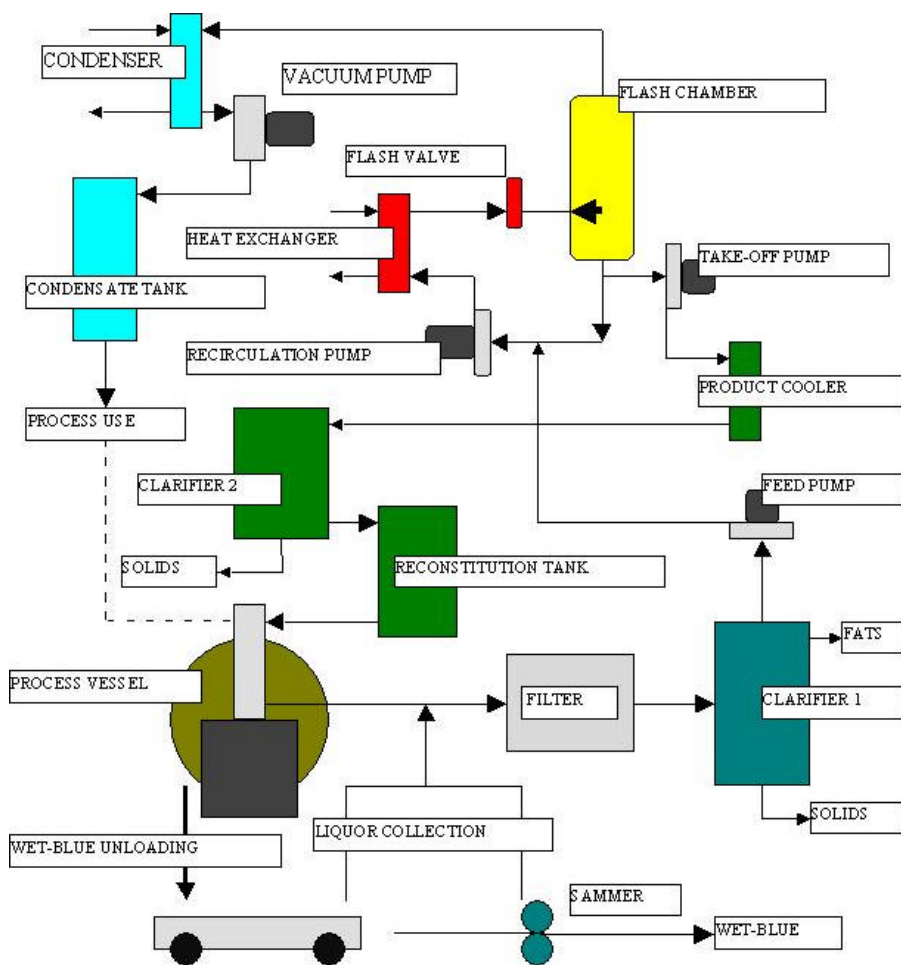 CONDENSER
VACUUM PUMP
FLASH CHAMBER
FLASH VALVE
HEAT EXCHANGER
TAKE-OFF PUMP
CONDENSATE TANK
RECIRCULATION PUMP
PRODUCT COOLER
PROCESS USE
CLARIFIER 2
FEED PUMP
SOLIDS
RECONSTITUTION TANK
FATS
PROCESS VESSEL
FILTER
CLARIFIER 1
SOLIDS
WET-BLUE UNLOADING
LIQUOR COLLECTION
SAMMER
WET-BLUE